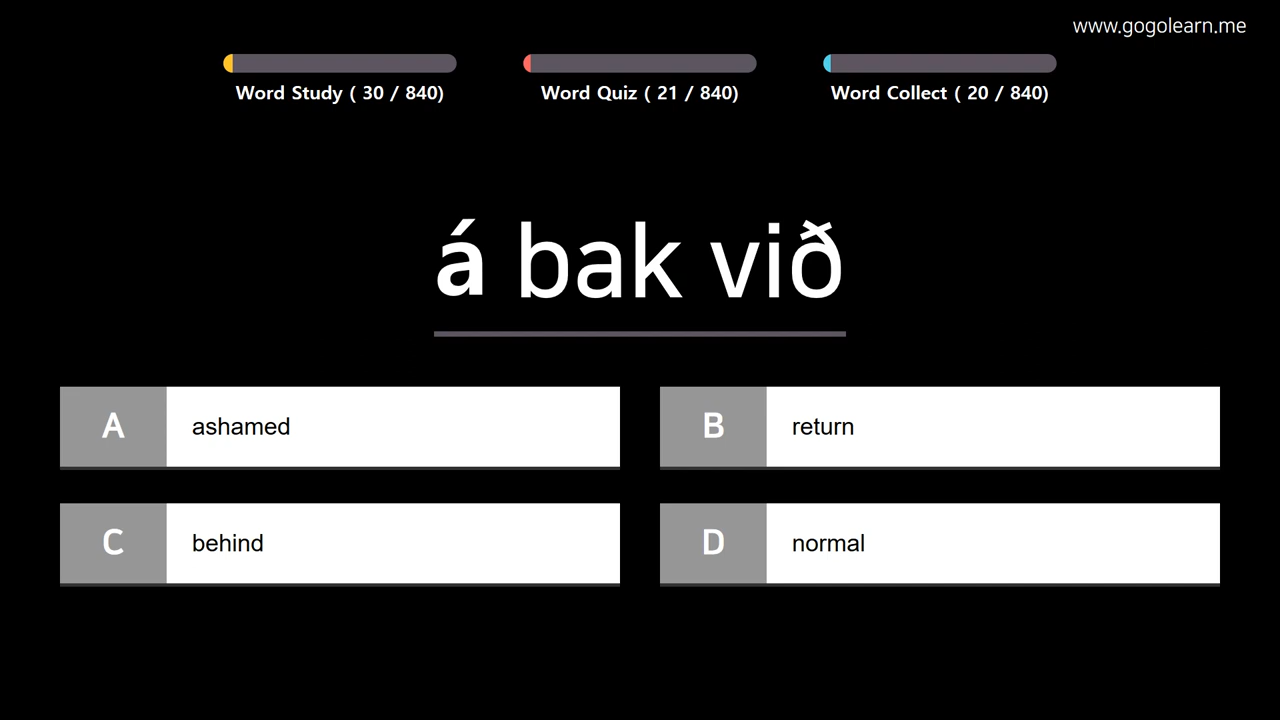 www.gogolearn.me
Word Study ( 30 / 840)
Word Quiz ( 21 / 840)
Word Collect ( 20 / 840)
á bak við
A ashamed
B return
C behind
D normal